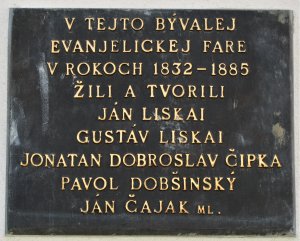 V TEJTO BÝVALEJ
EVANJELICKEJ FARE
V ROKOCH 1832-1885
ŽILI A TVORILI
JÁN LISKAI
GUSTÁV LISKAI
JONATAN DOBROSLAV ČIPKA
PAVOL DOBŠINSKÝ
JÁN ČAJAK ML.